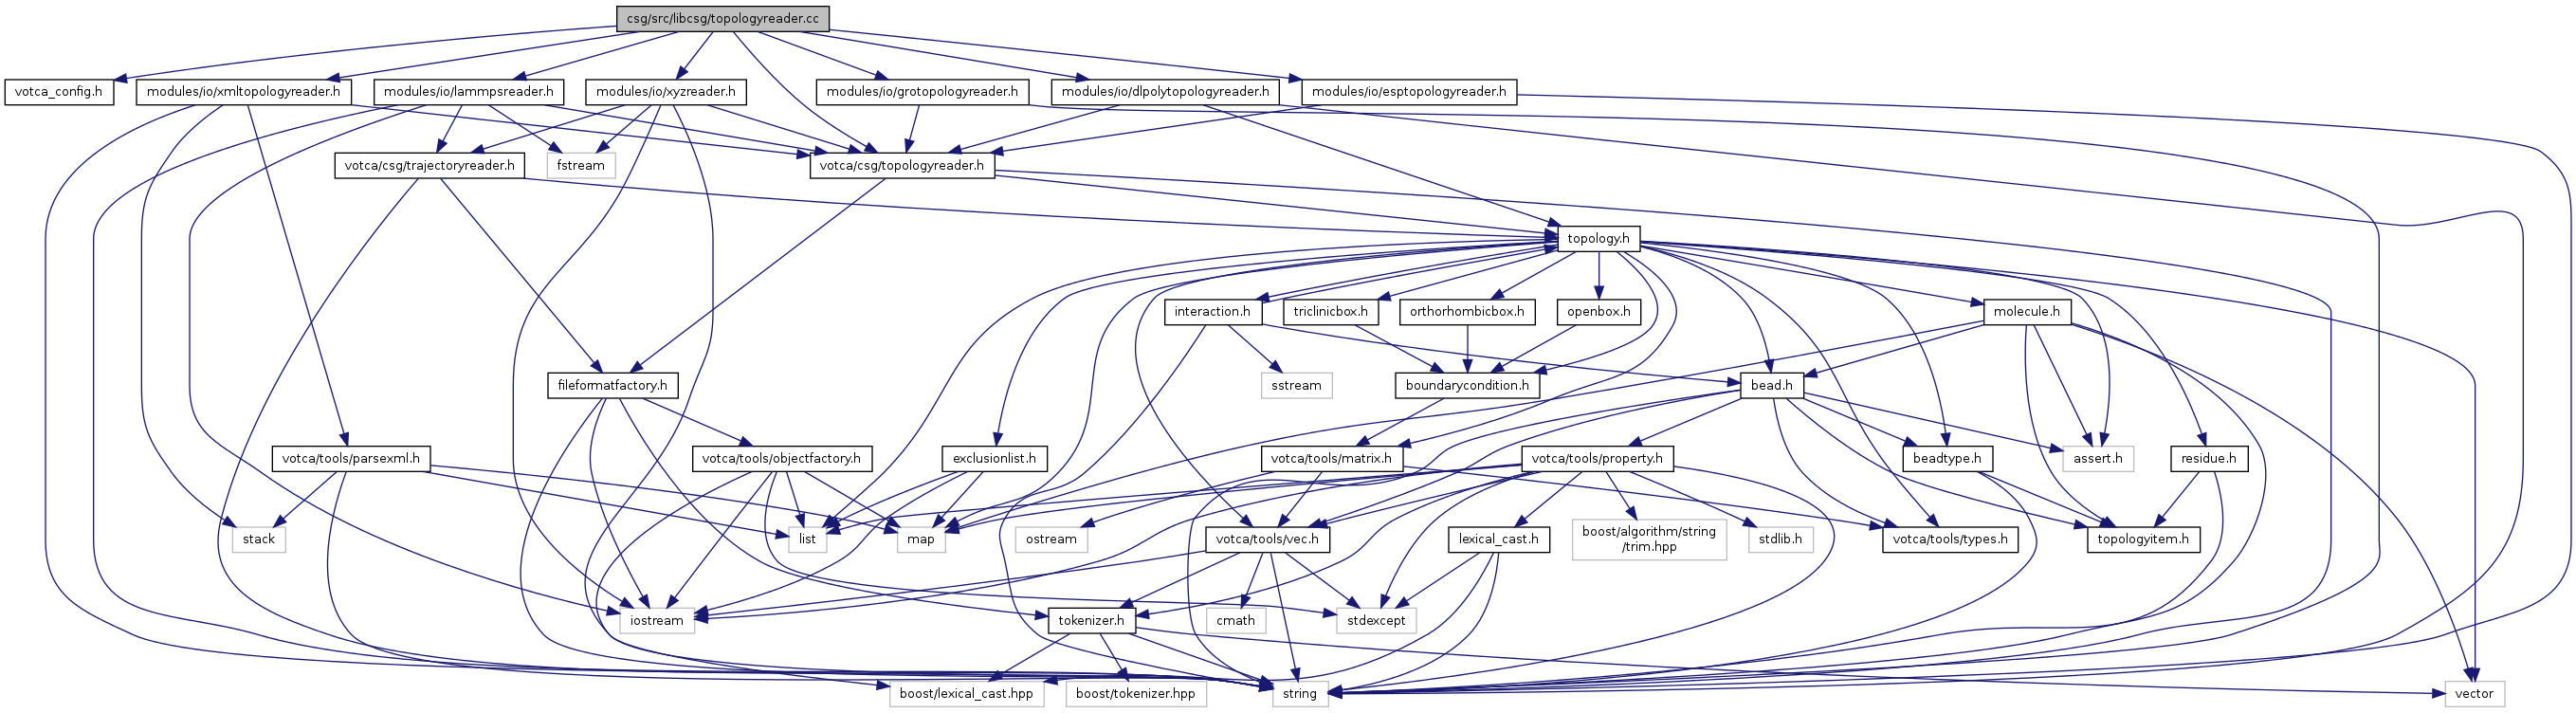 csg/src/libcsg/topologyreader.cc
votca_config.h
modules/io/xmltopologyreader.h
modules/io/lammpsreader.h
modules/io/xyzreader.h
modules/io/grotopologyreader.h
modules/io/dlpolytopologyreader.h
modules/io/esptopologyreader.h
votca/csg/trajectoryreader.h
fstream
votca/csg/topologyreader.h
topology.h
interaction.h
triclinicbox.h
orthorhombicbox.h
openbox.h
molecule.h
fileformatfactory.h
sstream
boundarycondition.h
bead.h
votca/tools/parsexml.h
votca/tools/objectfactory.h
exclusionlist.h
votca/tools/matrix.h
votca/tools/property.h
beadtype.h
assert.h
residue.h
stack
list
map
ostream
votca/tools/vec.h
lexical_cast.h
boost/algorithm/string
/trim.hpp
stdlib.h
votca/tools/types.h
topologyitem.h
iostream
tokenizer.h
cmath
stdexcept
boost/lexical_cast.hpp
boost/tokenizer.hpp
string
vector